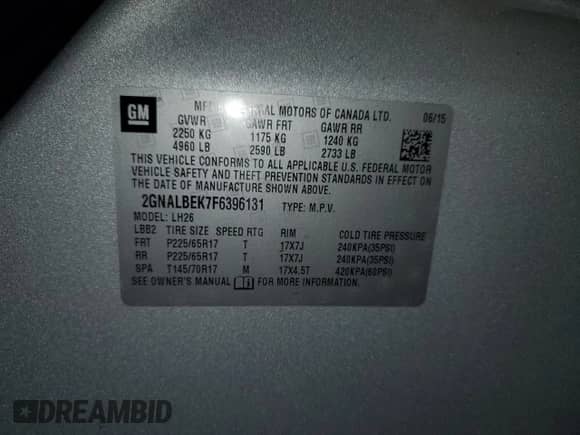 GM
MFD BY GENERAL MOTORS OF CANADA LTD. 06/15
GVWR GAWR FRT GAWR RR
2250 KG 1175 KG 1240 KG
4960 LB 2590 LB 2733 LB
THIS VEHICLE CONFORMS TO ALL APPLICABLE U.S. FEDERAL MOTOR
VEHICLE SAFETY AND THEFT PREVENTION STANDARDS IN EFFECT ON
THE DATE OF MANUFACTURE SHOWN ABOVE.
2GNALBEK7F6396131 TYPE: M.P.V.
MODEL: LH26
LBB2 TIRE SIZE SPEED RTG RIM COLD TIRE PRESSURE
FRT P225/65R17 T 17X7J 240KPA(35PSI)
RR P225/65R17 T 17X7J 240KPA(35PSI)
SPA T145/70R17 M 17X4.5T 420KPA(60PSI)
SEE OWNER'S MANUAL FOR MORE INFORMATION.
DREAMBID